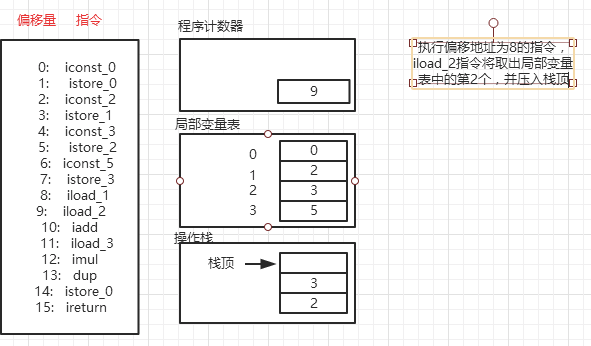 偏移量 指令
0: iconst_0
1: istore_0
2: iconst_2
3: istore_1
4: iconst_3
5: istore_2
6: iconst_5
7: istore_3
8: iload_1
9: iload_2
10: iadd
11: iload_3
12: imul
13: dup
14: istore_0
15: ireturn
程序计数器
9
局部变量表
0 0
1 2
2 3
3 5
操作栈
栈顶
3
2
执行偏移地址为8的指令，
iload_2指令将取出局部变量
表中的第2个，并压入栈顶